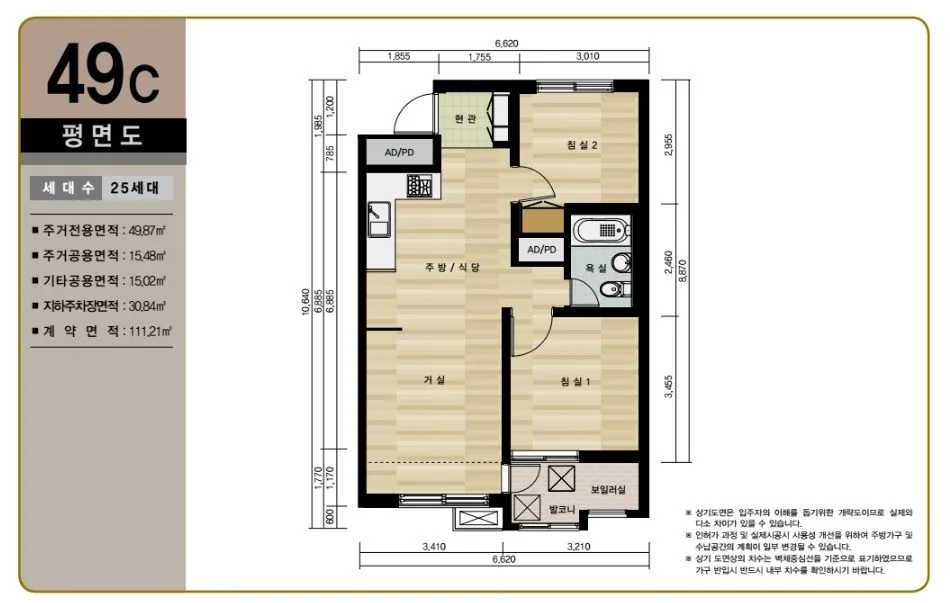 49C
평면도
세대수 25세대
■ 주거전용면적 : 49.87㎡
■ 주거공용면적 : 15.48㎡
■ 기타공용면적 : 15.02㎡
■ 지하주차장면적 : 30.84㎡
■ 계 약 면 적 : 111.21㎡
6,620
1,855 1,755 3,010
1,200
1,985
785
10,640
6,885
6,885
1,770
1,170
600
2,955
2,460
8,870
3,455
현관
침실 2
AD/PD
AD/PD
욕실
주방 / 식당
거실
침실 1
보일러실
발코니
3,410 3,210
6,620
※ 상기도면은 입주자의 이해를 돕기위한 개략도이므로 실제와
다소 차이가 있을 수 있습니다.
※ 인허가 과정 및 실제시공시 사용성 개선을 위하여 주방가구 및
수납공간의 계획이 일부 변경될 수 있습니다.
※ 상기 도면상의 치수는 벽체중심선을 기준으로 표기하였으므로
가구 반입시 반드시 내부 치수를 확인하시기 바랍니다.